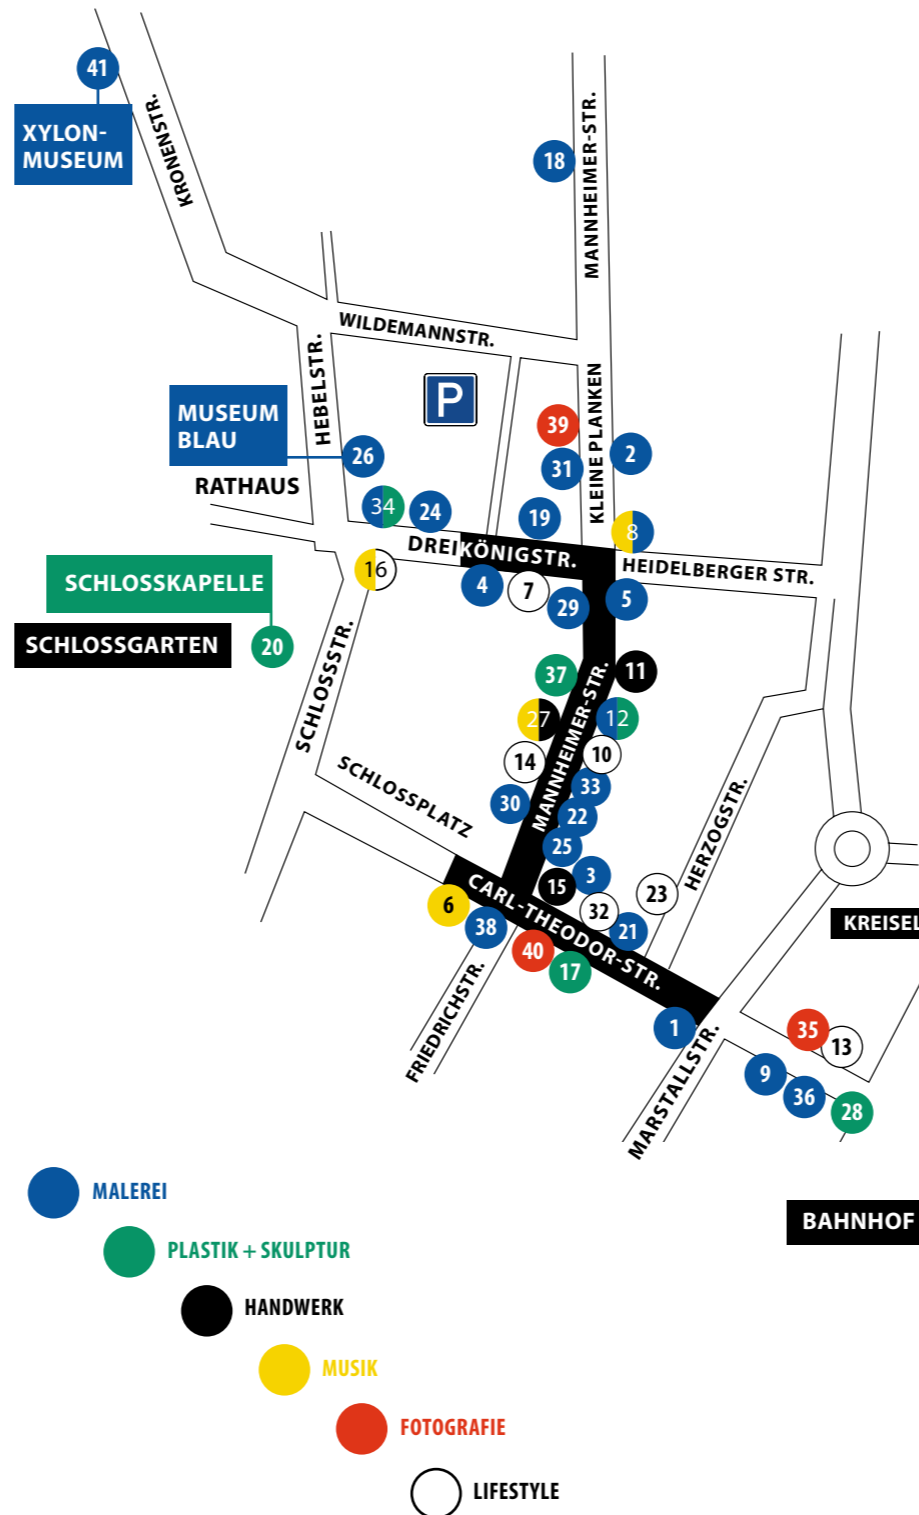 41
XYLON-
MUSEUM
KRONENSTR.
18
MANNHEIMER-STR.
WILDEMANNSTR.
HEBELSTR.
P
MUSEUM
BLAU
26
RATHAUS
39
31
KLEINE PLANKEN
2
34
24
19
8
DREIKÖNIGSTR.
HEIDELBERGER STR.
16
4
7
29
5
SCHLOSSKAPELLE
SCHLOSSGARTEN
20
SCHLOSSSTR.
37
11
27
12
14
10
MANNHEIMER-STR.
33
30
22
25
SCHLOSSPLATZ
15
3
HERZOGSTR.
23
32
21
6
38
CARL-THEODOR-STR.
40
17
KREISEL
FRIEDRICHSTR.
1
MARSTALLSTR.
35
13
9
36
28
MALEREI
BAHNHOF
PLASTIK + SKULPTUR
HANDWERK
MUSIK
FOTOGRAFIE
LIFESTYLE